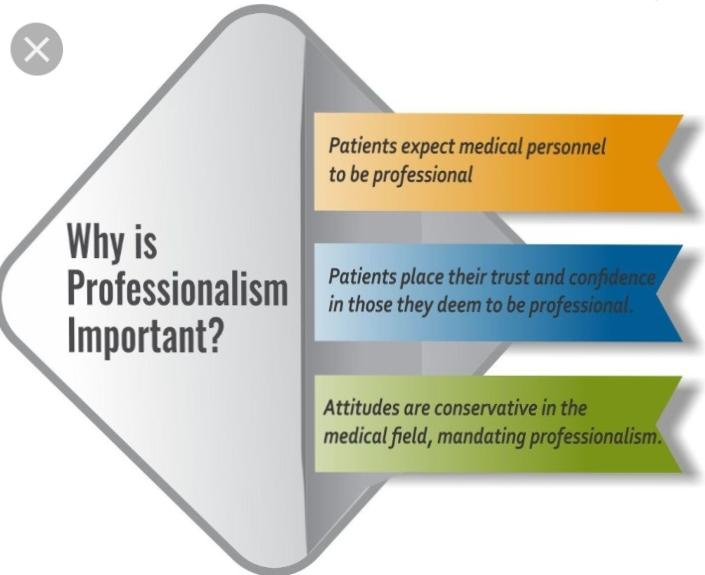 Why is
Professionalism
Important?
Patients expect medical personnel
to be professional
Patients place their trust and confidence
in those they deem to be professional.
Attitudes are conservative in the
medical field, mandating professionalism.